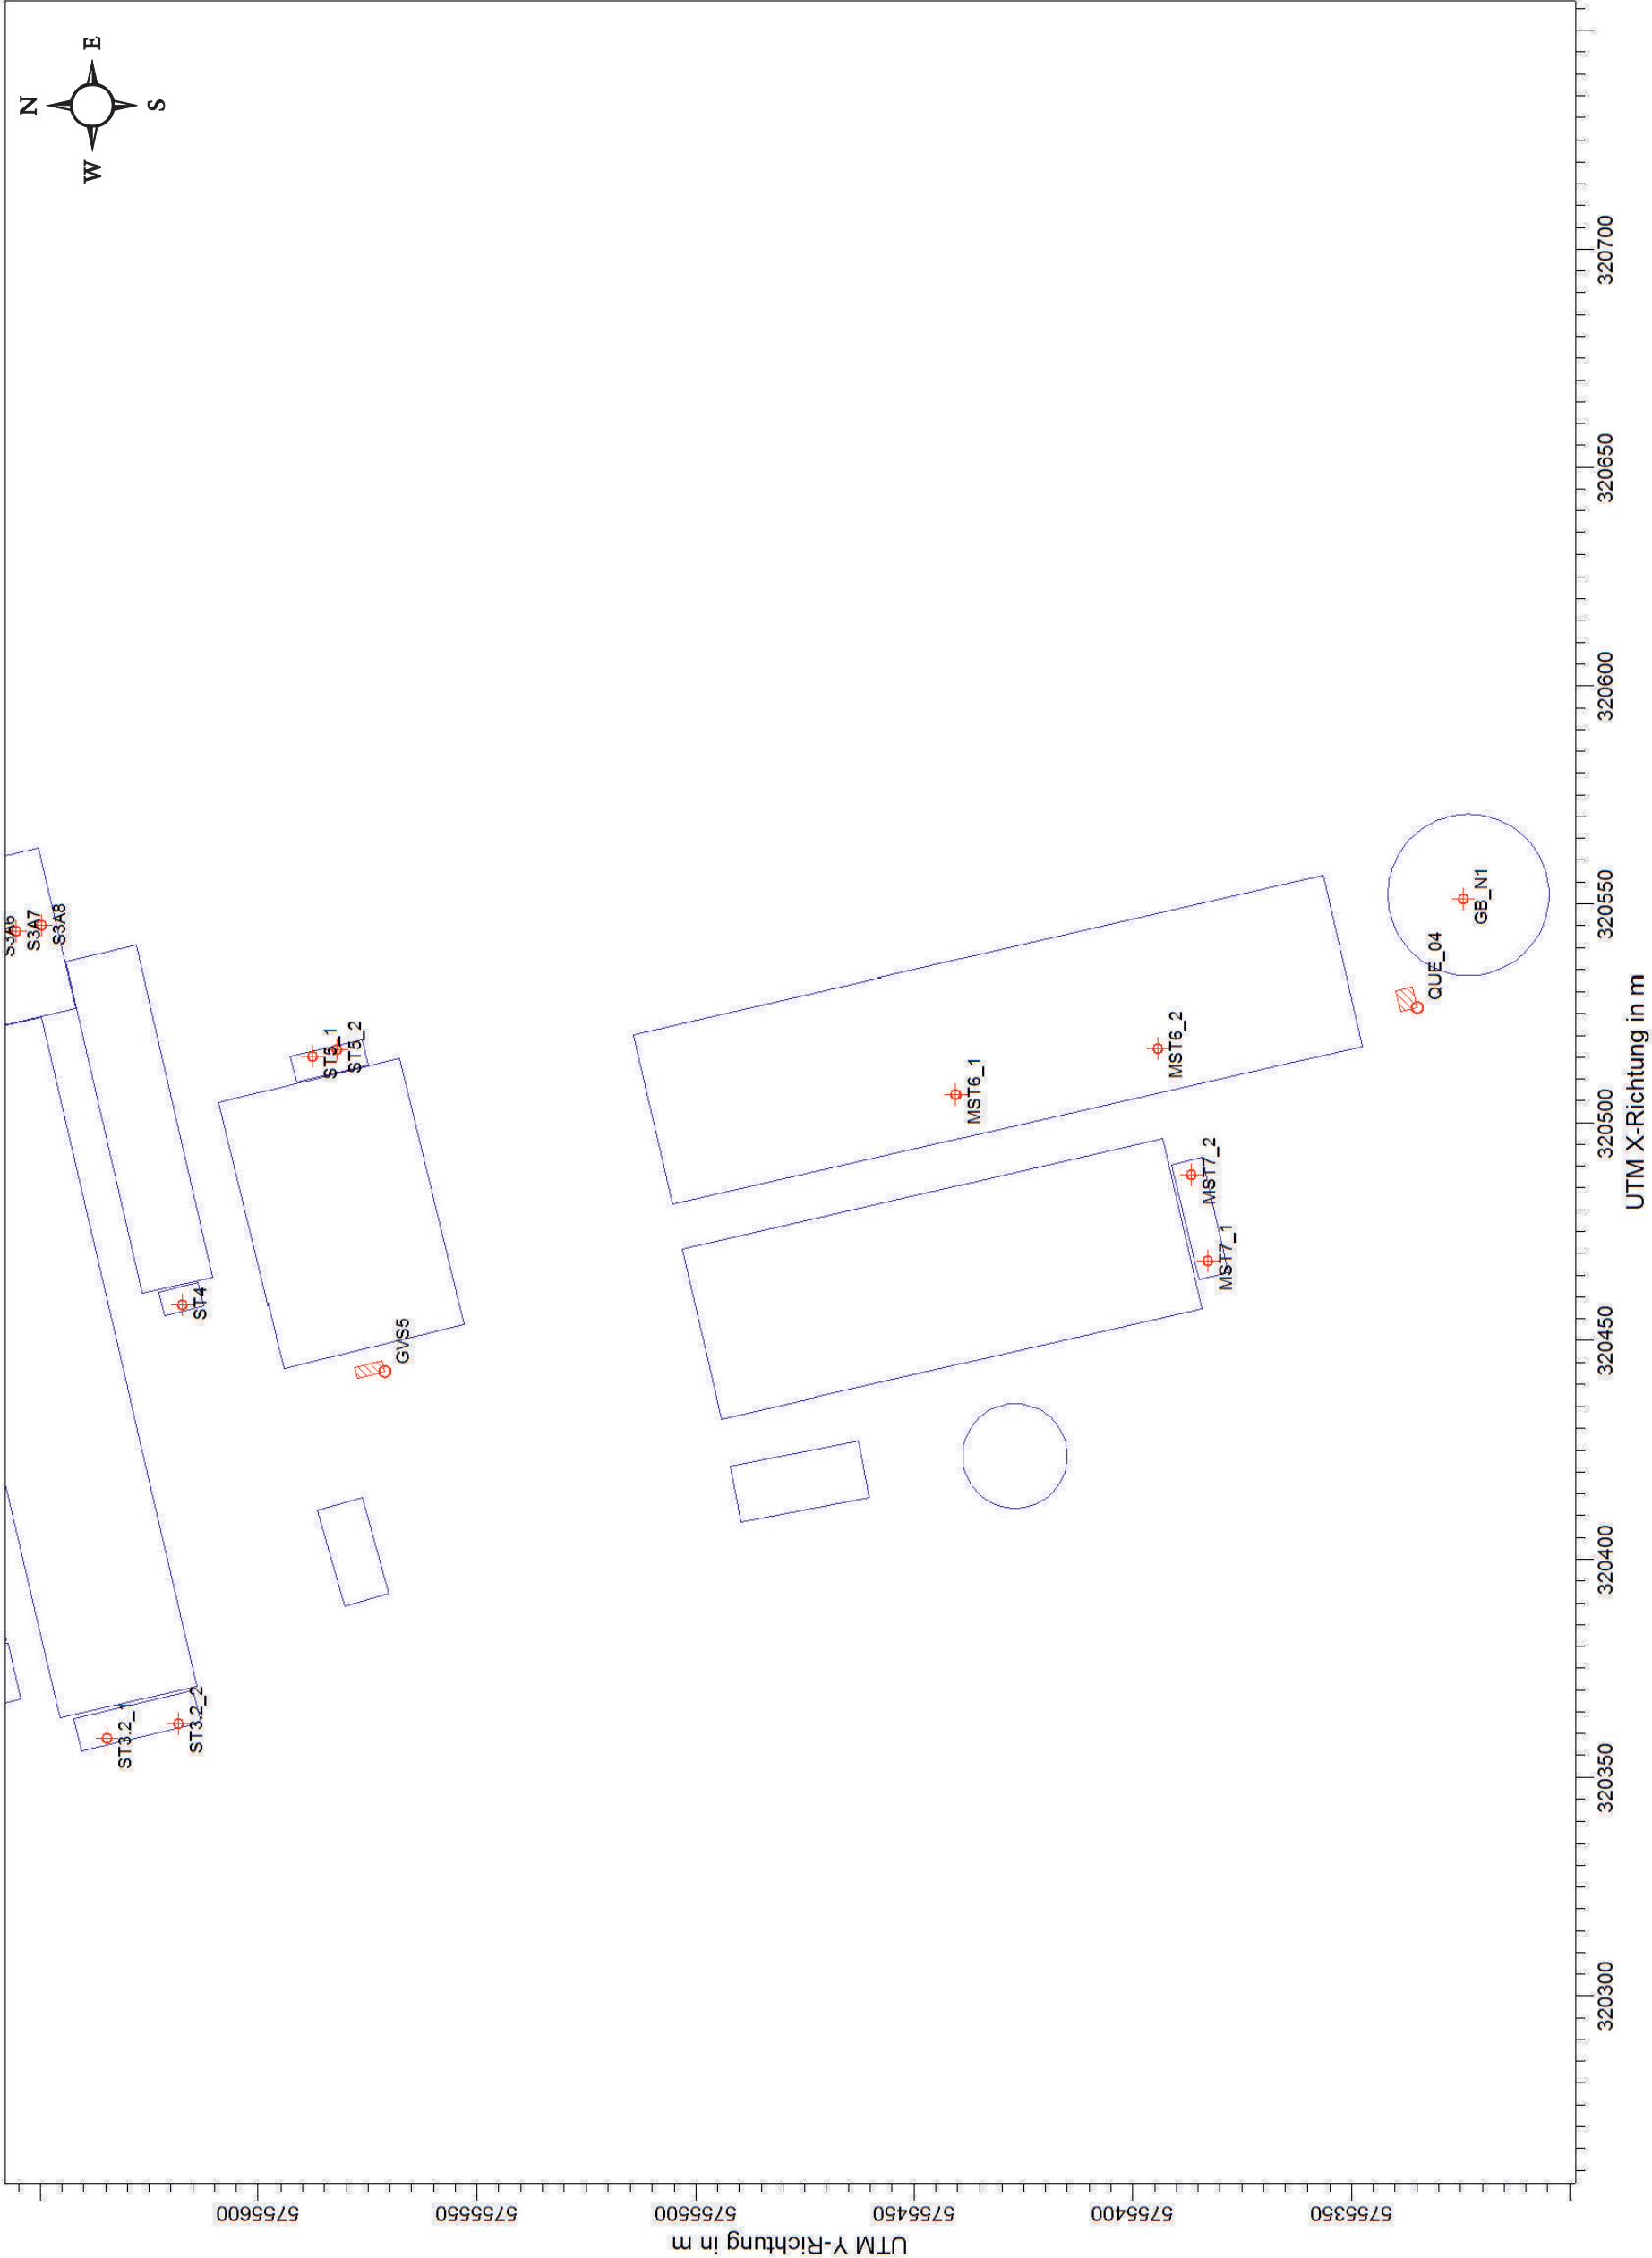 N
W
E
S
S3A6
S3A7
S3A8
ST5_1
ST5_2
ST4
GVS5
ST3.2_1
ST3.2_2
MST6_1
MST6_2
MST7_2
MST7_1
QUE_04
GB_N1
UTM X-Richtung in m
320300
320350
320400
320450
320500
320550
320600
320650
320700
UTM Y-Richtung in m
5755600
5755550
5755500
5755450
5755400
5755350